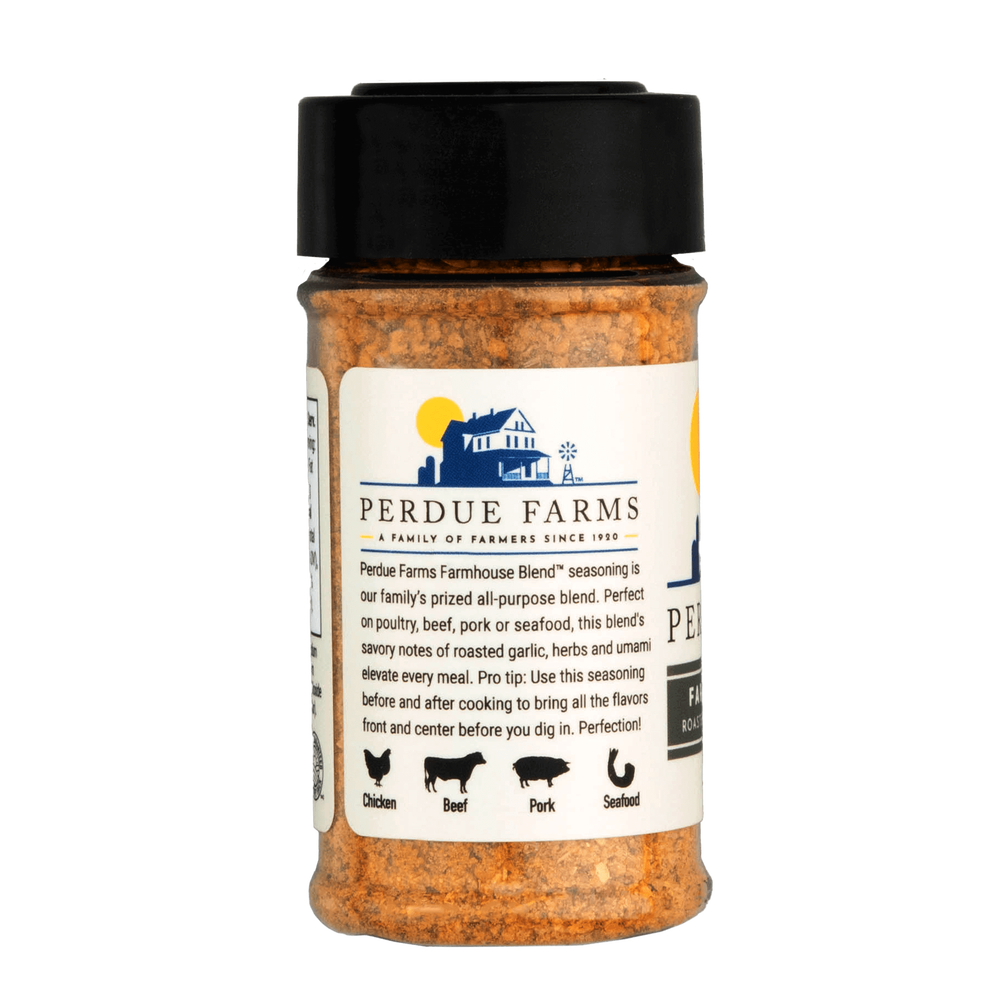 PERDUE FARMS
A FAMILY OF FARMERS SINCE 1920
Perdue Farms Farmhouse Blend™ seasoning is
our family's prized all-purpose blend. Perfect
on poultry, beef, pork or seafood, this blend's
savory notes of roasted garlic, herbs and umami
elevate every meal. Pro tip: Use this seasoning
before and after cooking to bring all the flavors
front and center before you dig in. Perfection!
Chicken Beef Pork Seafood
PER
FA
ROAST